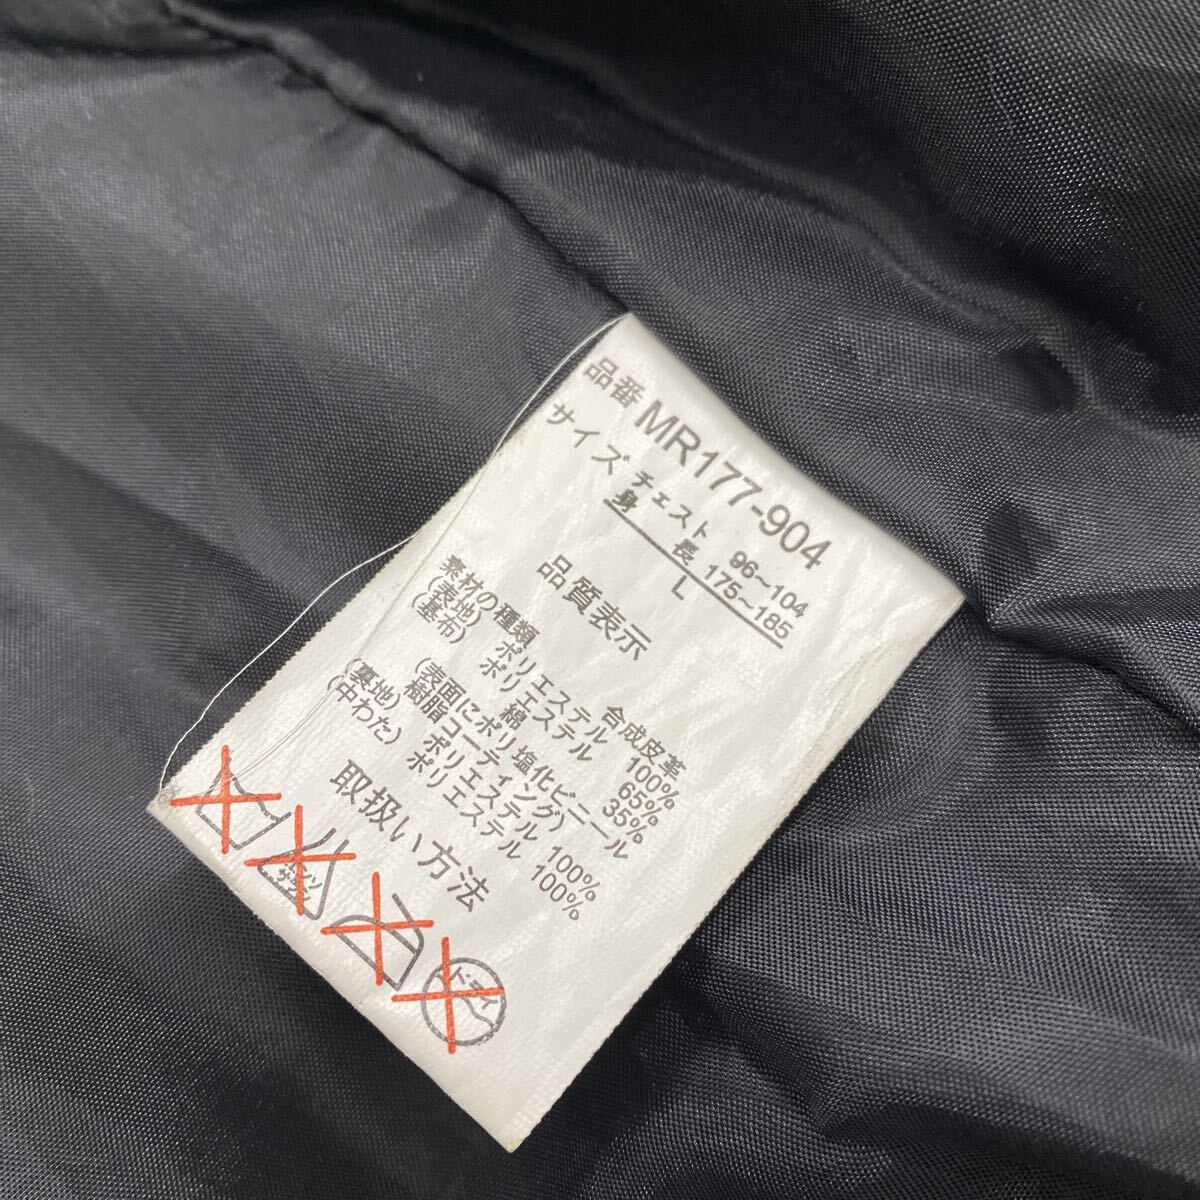 品番 MR177-904
サイズ チェスト 96～104
身 長 175～185
L
品質表示
素材の種類 合成皮革
(表地) ポリエステル 100%
(基布) ポリエステル 65%
綿 35%
(表面にポリ塩化ビニール
樹脂コーティング)
(裏地) ポリエステル 100%
(中わた) ポリエステル 100%
取扱い方法
ドライ